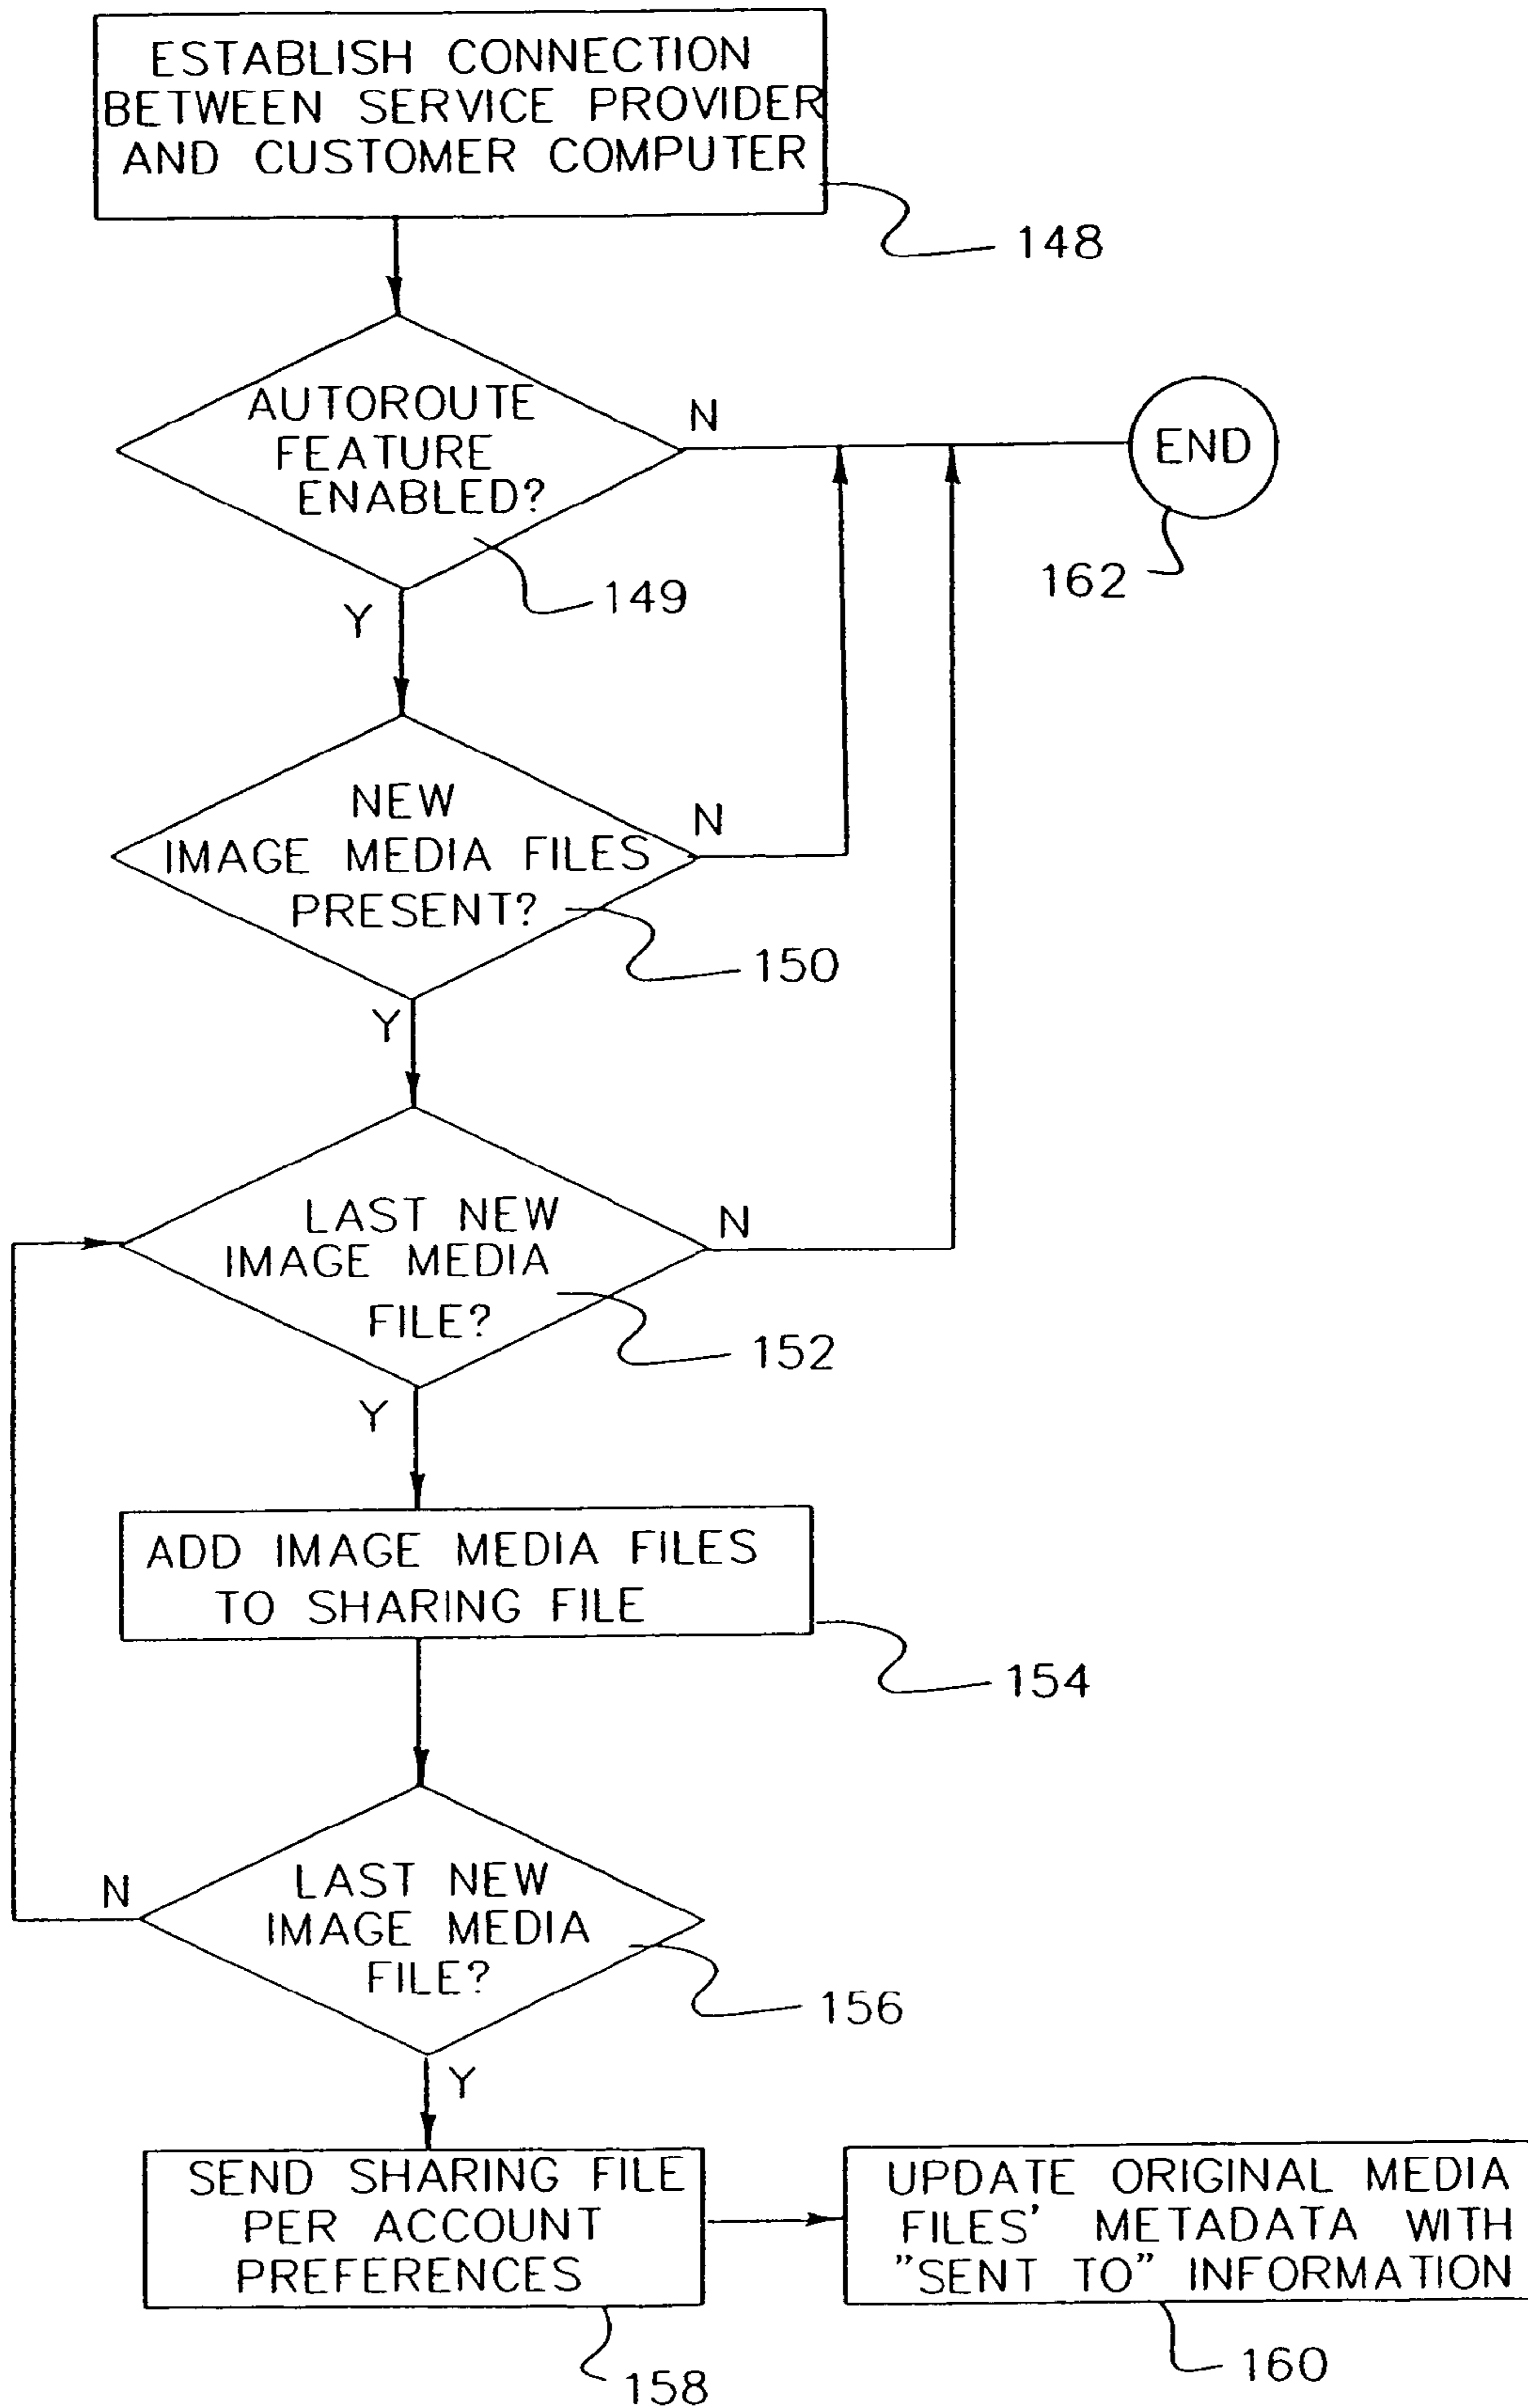 ESTABLISH CONNECTION
BETWEEN SERVICE PROVIDER
AND CUSTOMER COMPUTER
148
AUTOROUTE
FEATURE
ENABLED?
N
END
149
162
Y
NEW
IMAGE MEDIA FILES
PRESENT?
N
150
Y
LAST NEW
IMAGE MEDIA
FILE?
N
152
Y
ADD IMAGE MEDIA FILES
TO SHARING FILE
154
LAST NEW
IMAGE MEDIA
FILE?
N
156
Y
SEND SHARING FILE
PER ACCOUNT
PREFERENCES
158
UPDATE ORIGINAL MEDIA
FILES' METADATA WITH
"SENT TO" INFORMATION
160